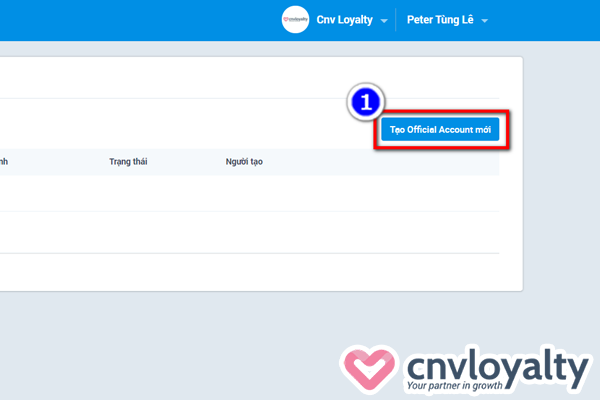 cnvloyalty Cnv Loyalty Peter Tùng Lê
1
Tạo Official Account mới
nh Trạng thái Người tạo
cnvloyalty
Your partner in growth